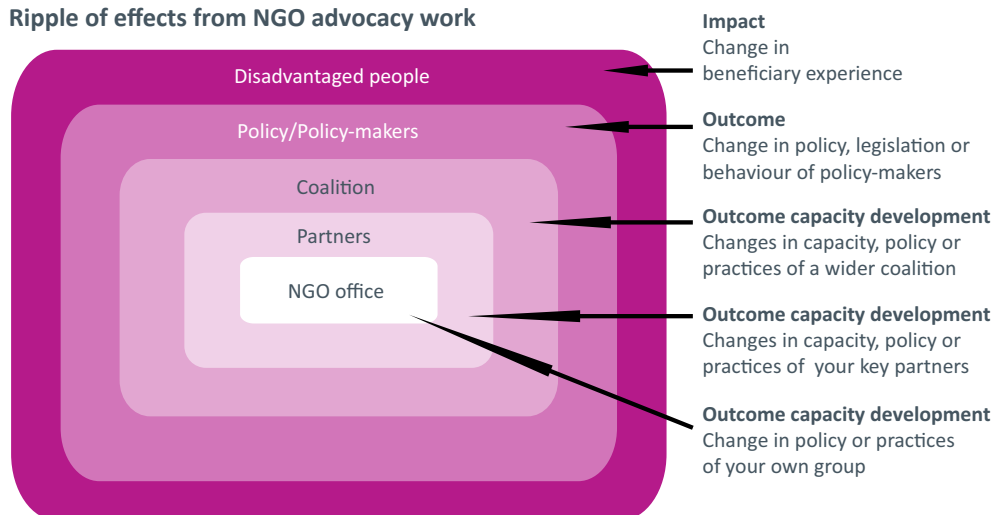 Ripple of effects from NGO advocacy work
Disadvantaged people
Policy/Policy-makers
Coalition
Partners
NGO office
Impact
Change in
beneficiary experience
Outcome
Change in policy, legislation or
behaviour of policy-makers
Outcome capacity development
Changes in capacity, policy or
practices of a wider coalition
Outcome capacity development
Changes in capacity, policy or
practices of  your key partners
Outcome capacity development
Change in policy or practices
of your own group